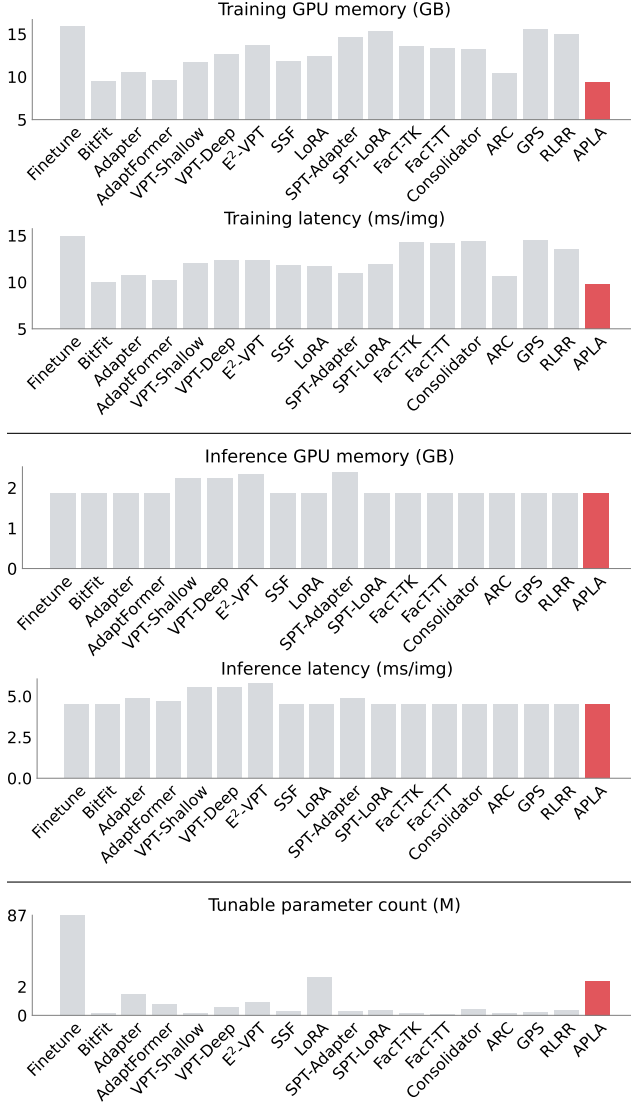 Training GPU memory (GB)
15
10
5
Finetune
BitFit
Adapter
AdaptFormer
VPT-Shallow
VPT-Deep
E²-VPT
SSF
LoRA
SPT-Adapter
SPT-LoRA
FacT-TK
FacT-TT
Consolidator
ARC
GPS
RLRR
APLA
Training latency (ms/img)
15
10
5
Finetune
BitFit
Adapter
AdaptFormer
VPT-Shallow
VPT-Deep
E²-VPT
SSF
LoRA
SPT-Adapter
SPT-LoRA
FacT-TK
FacT-TT
Consolidator
ARC
GPS
RLRR
APLA
Inference GPU memory (GB)
2
1
0
Finetune
BitFit
Adapter
AdaptFormer
VPT-Shallow
VPT-Deep
E²-VPT
SSF
LoRA
SPT-Adapter
SPT-LoRA
FacT-TK
FacT-TT
Consolidator
ARC
GPS
RLRR
APLA
Inference latency (ms/img)
5.0
2.5
0.0
Finetune
BitFit
Adapter
AdaptFormer
VPT-Shallow
VPT-Deep
E²-VPT
SSF
LoRA
SPT-Adapter
SPT-LoRA
FacT-TK
FacT-TT
Consolidator
ARC
GPS
RLRR
APLA
Tunable parameter count (M)
87
2
0
Finetune
BitFit
Adapter
AdaptFormer
VPT-Shallow
VPT-Deep
E²-VPT
SSF
LoRA
SPT-Adapter
SPT-LoRA
FacT-TK
FacT-TT
Consolidator
ARC
GPS
RLRR
APLA